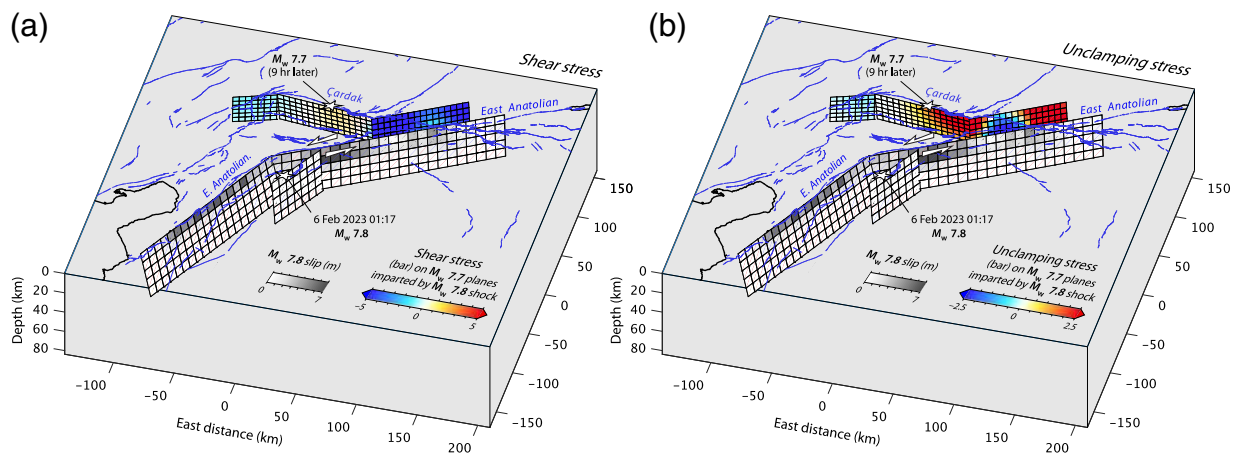 (a)
Shear stress
Mw 7.7
(9 hr later)
Çardak
East Anatolian
E. Anatolian.
6 Feb 2023 01:17
Mw 7.8
Mw 7.8 slip (m)
0
7
Shear stress
(bar) on Mw 7.7 planes
imparted by Mw 7.8 shock
−5
0
5
Depth (km)
0
20
40
60
80
−100
−50
0
50
100
150
200
East distance (km)
150
100
50
0
−50
−100
−150
(b)
Unclamping stress
Mw 7.7
(9 hr later)
Çardak
East Anatolian
E. Anatolian
6 Feb 2023 01:17
Mw 7.8
Mw 7.8 slip (m)
0
7
Unclamping stress
(bar) on Mw 7.7 planes
imparted by Mw 7.8 shock
−2.5
0
2.5
Depth (km)
0
20
40
60
80
−100
−50
0
50
100
150
200
East distance (km)
150
100
50
0
−50
−100
−150